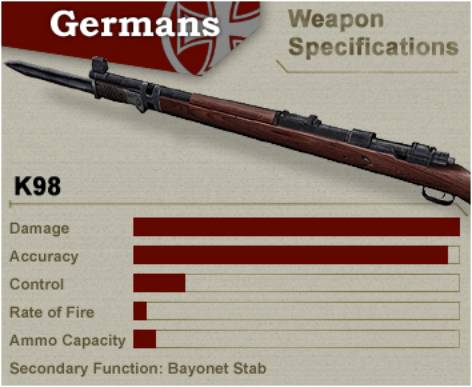 Germans
Weapon
Specifications
K98
Damage
Accuracy
Control
Rate of Fire
Ammo Capacity
Secondary Function: Bayonet Stab